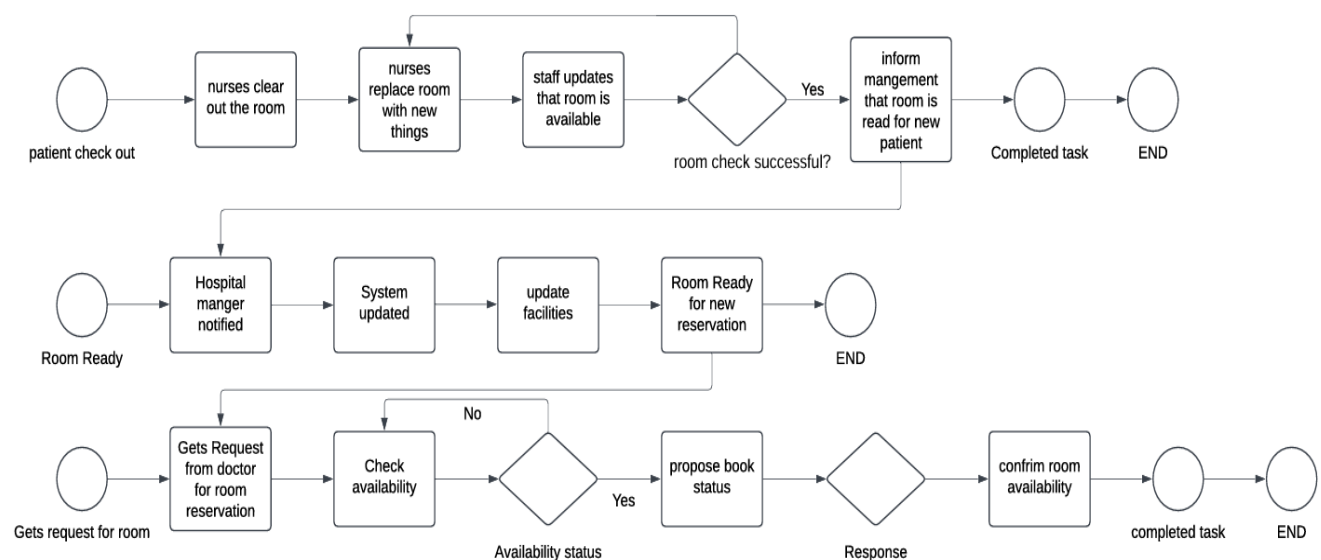 nurses clear
out the room
nurses
replace room
with new
things
staff updates
that room is
available
Yes
inform
mangement
that room is
read for new
patient
patient check out
room check successful?
Completed task
END
Hospital
manger
notified
System
updated
update
facilities
Room Ready
for new
reservation
Room Ready
END
No
Gets Request
from doctor
for room
reservation
Check
availability
Yes
propose book
status
confrim room
availability
Gets request for room
Availability status
Response
completed task
END